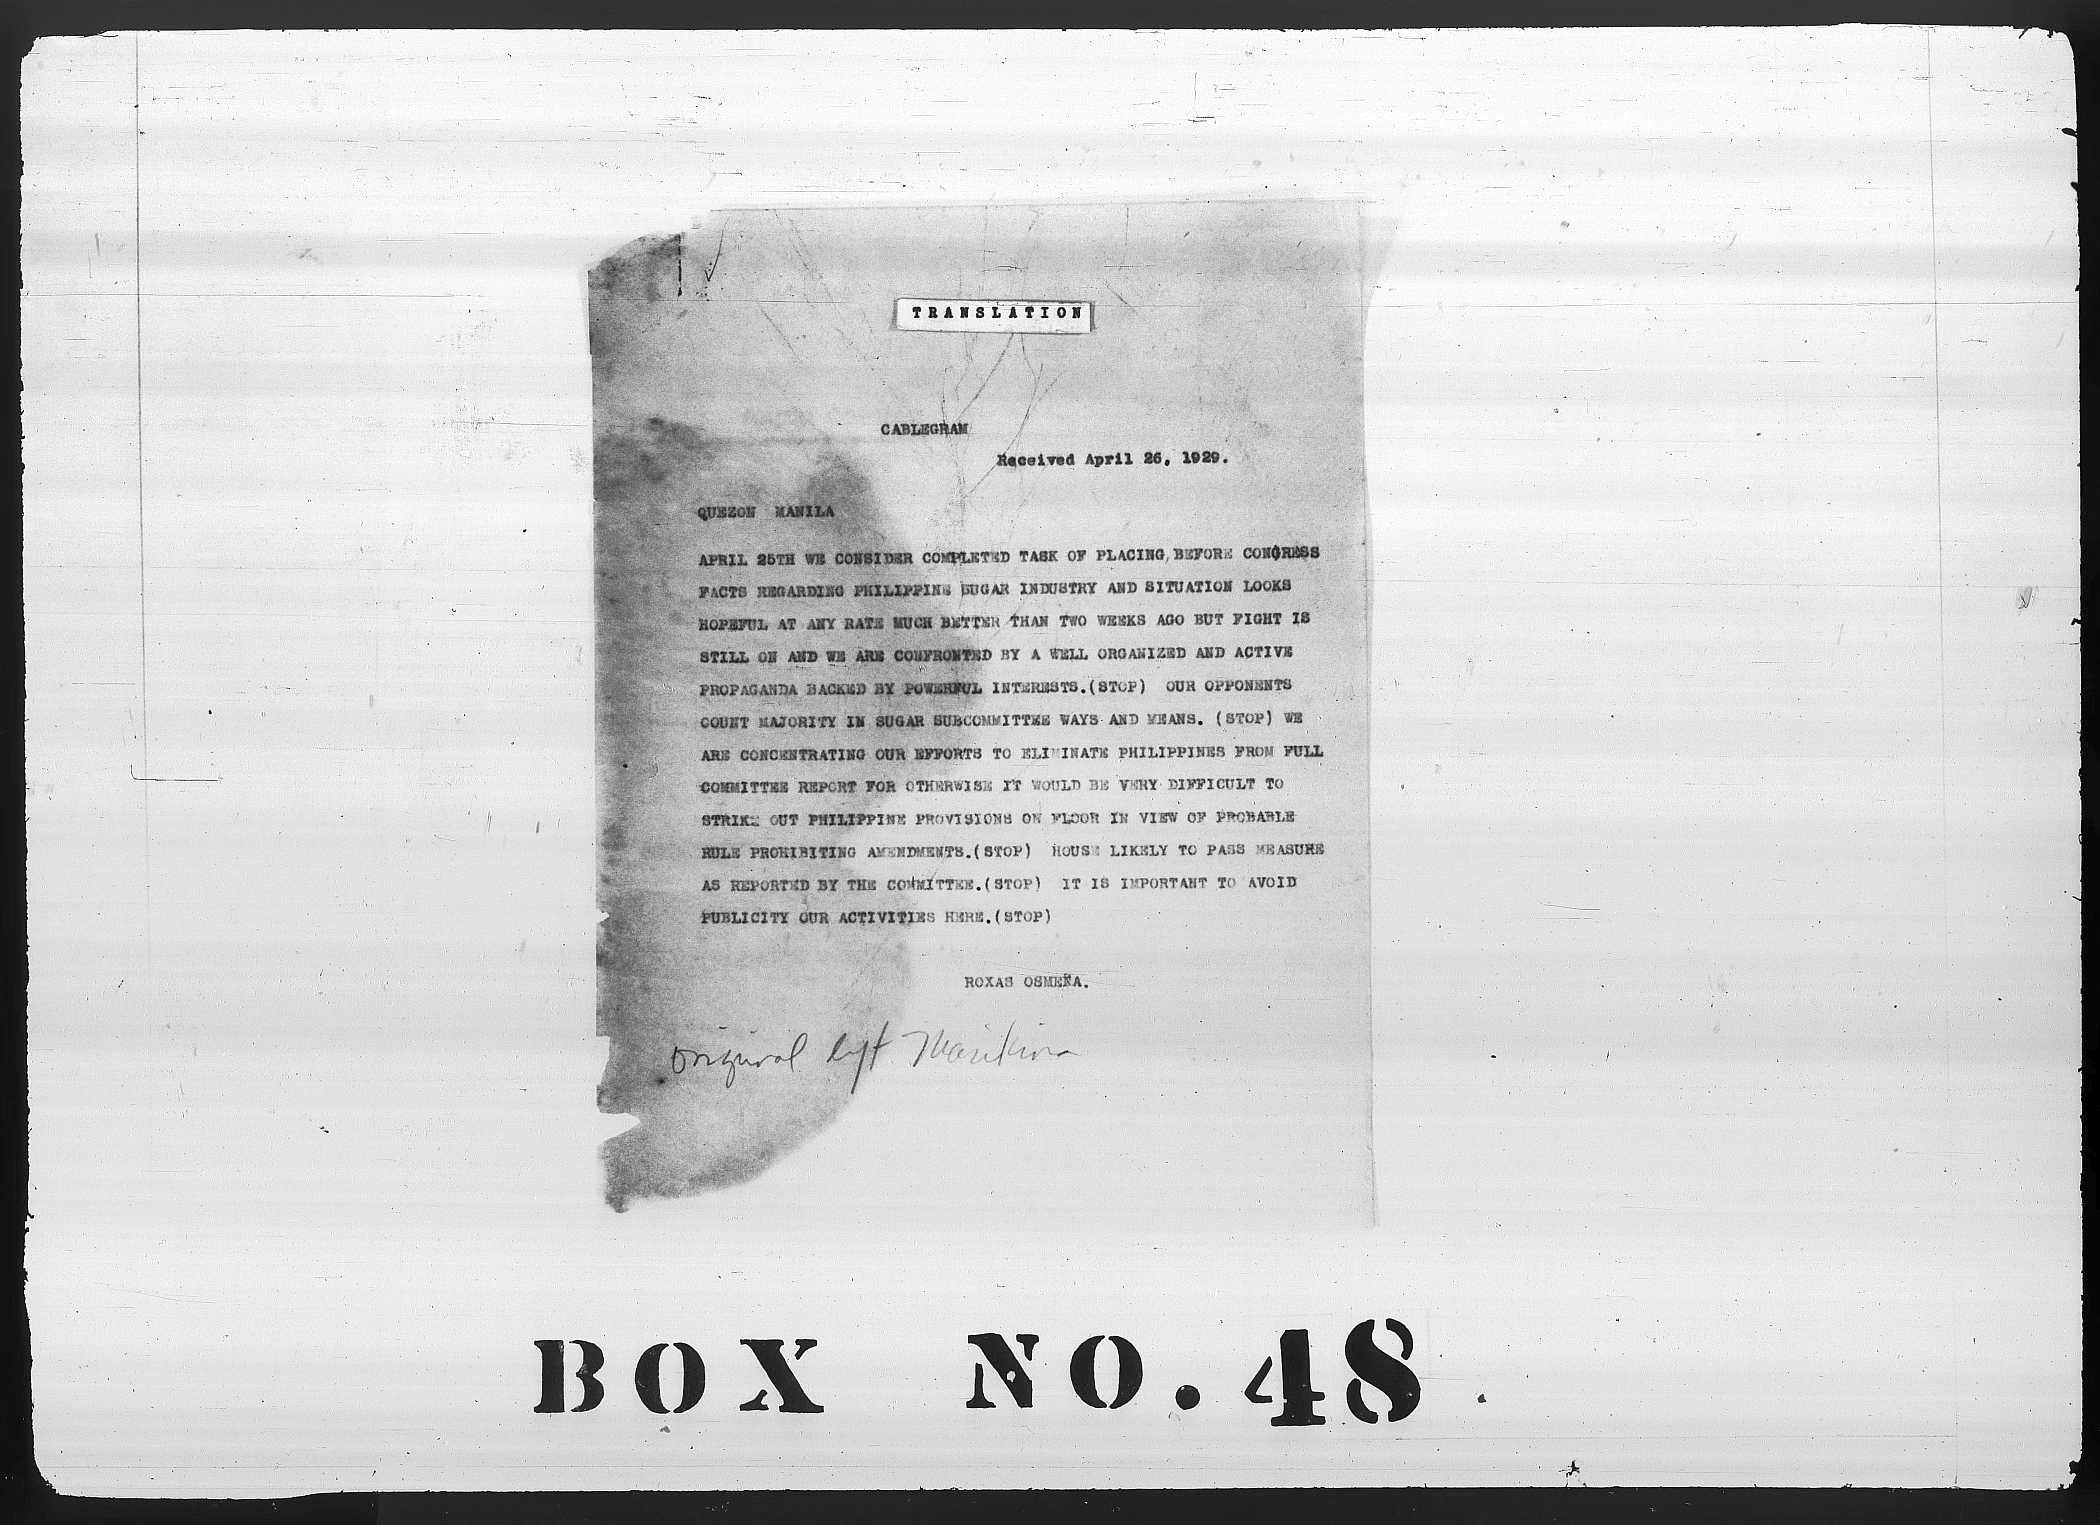 TRANSLATION
CABLEGRAM
Received April 26, 1929.
QUEZON MANILA
APRIL 25TH WE CONSIDER COMPLETED TASK OF PLACING BEFORE CONGRESS
FACTS REGARDING PHILIPPINE SUGAR INDUSTRY AND SITUATION LOOKS
HOPEFUL AT ANY RATE MUCH BETTER THAN TWO WEEKS AGO BUT FIGHT IS
STILL ON AND WE ARE CONFRONTED BY A WELL ORGANIZED AND ACTIVE
PROPAGANDA BACKED BY POWERFUL INTERESTS.(STOP) OUR OPPONENTS
COUNT MAJORITY IN SUGAR SUBCOMMITTEE WAYS AND MEANS. (STOP) WE
ARE CONCENTRATING OUR EFFORTS TO ELIMINATE PHILIPPINES FROM FULL
COMMITTEE REPORT FOR OTHERWISE IT WOULD BE VERY DIFFICULT TO
STRIKE OUT PHILIPPINE PROVISIONS ON FLOOR IN VIEW OF PROBABLE
RULE PROHIBITING AMENDMENTS.(STOP) HOUSE LIKELY TO PASS MEASURE
AS REPORTED BY THE COMMITTEE.(STOP) IT IS IMPORTANT TO AVOID
PUBLICITY OUR ACTIVITIES HERE.(STOP)
ROXAS OSMEÑA.
original left Marikina
BOX NO. 48